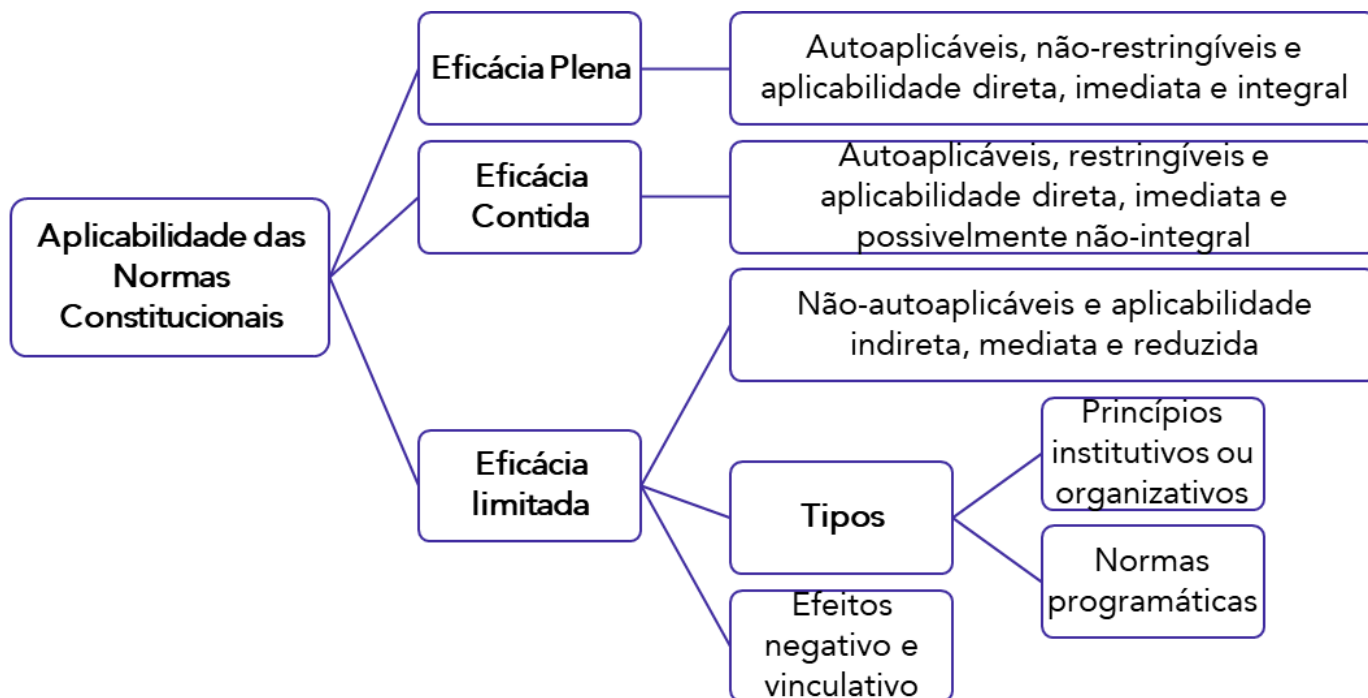 Aplicabilidade das
Normas
Constitucionais
Eficácia Plena
Autoaplicáveis, não-restringíveis e
aplicabilidade direta, imediata e integral
Eficácia
Contida
Autoaplicáveis, restringíveis e
aplicabilidade direta, imediata e
possivelmente não-integral
Eficácia
limitada
Não-autoaplicáveis e aplicabilidade
indireta, mediata e reduzida
Tipos
Princípios
institutivos ou
organizativos
Normas
programáticas
Efeitos
negativo e
vinculativo